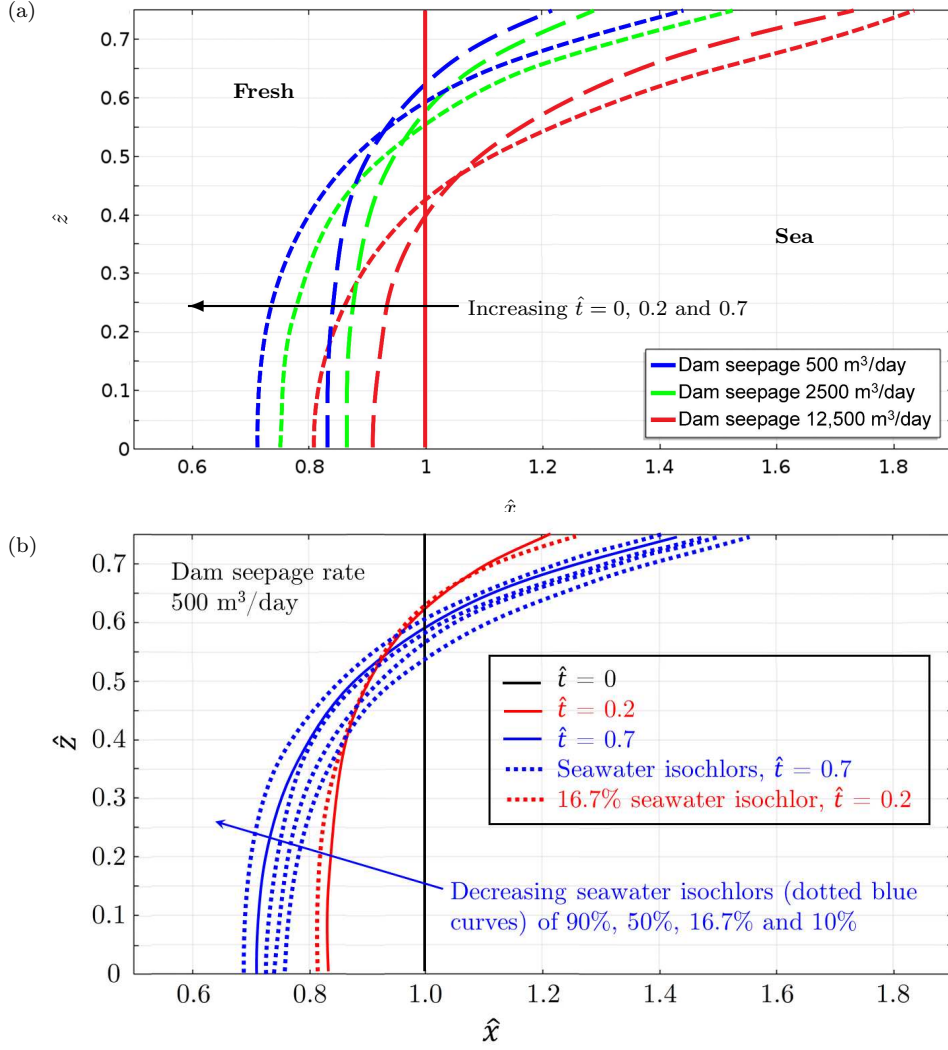 (a)
0.7
0.6
0.5
0.4
0.3
0.2
0.1
0
ẑ
Fresh
Sea
Increasing t̂ = 0, 0.2 and 0.7
Dam seepage 500 m³/day
Dam seepage 2500 m³/day
Dam seepage 12,500 m³/day
0.6 0.8 1 1.2 1.4 1.6 1.8
x̂
(b)
0.7
0.6
0.5
0.4
0.3
0.2
0.1
0
ẑ
Dam seepage rate
500 m³/day
t̂ = 0
t̂ = 0.2
t̂ = 0.7
Seawater isochlors, t̂ = 0.7
16.7% seawater isochlor, t̂ = 0.2
Decreasing seawater isochlors (dotted blue
curves) of 90%, 50%, 16.7% and 10%
0.6 0.8 1.0 1.2 1.4 1.6 1.8
x̂